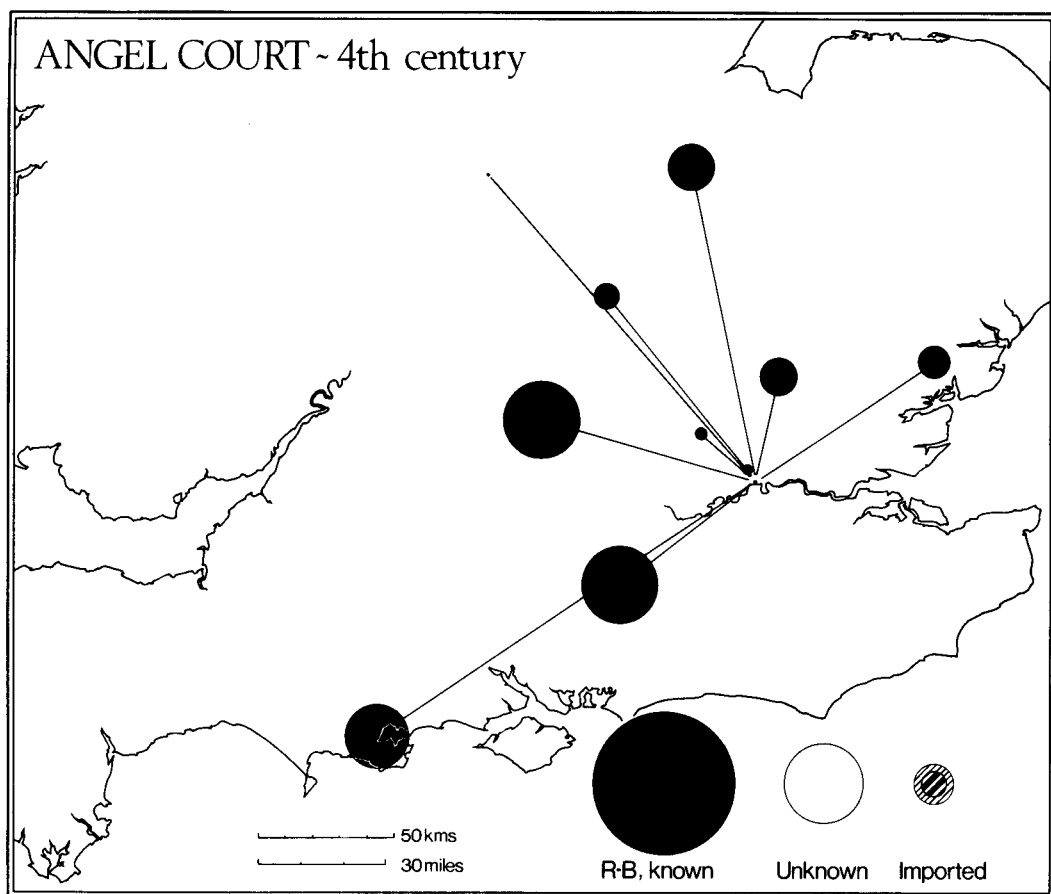 ANGEL COURT ~ 4th century
50 kms
30 miles
R-B, known
Unknown
Imported